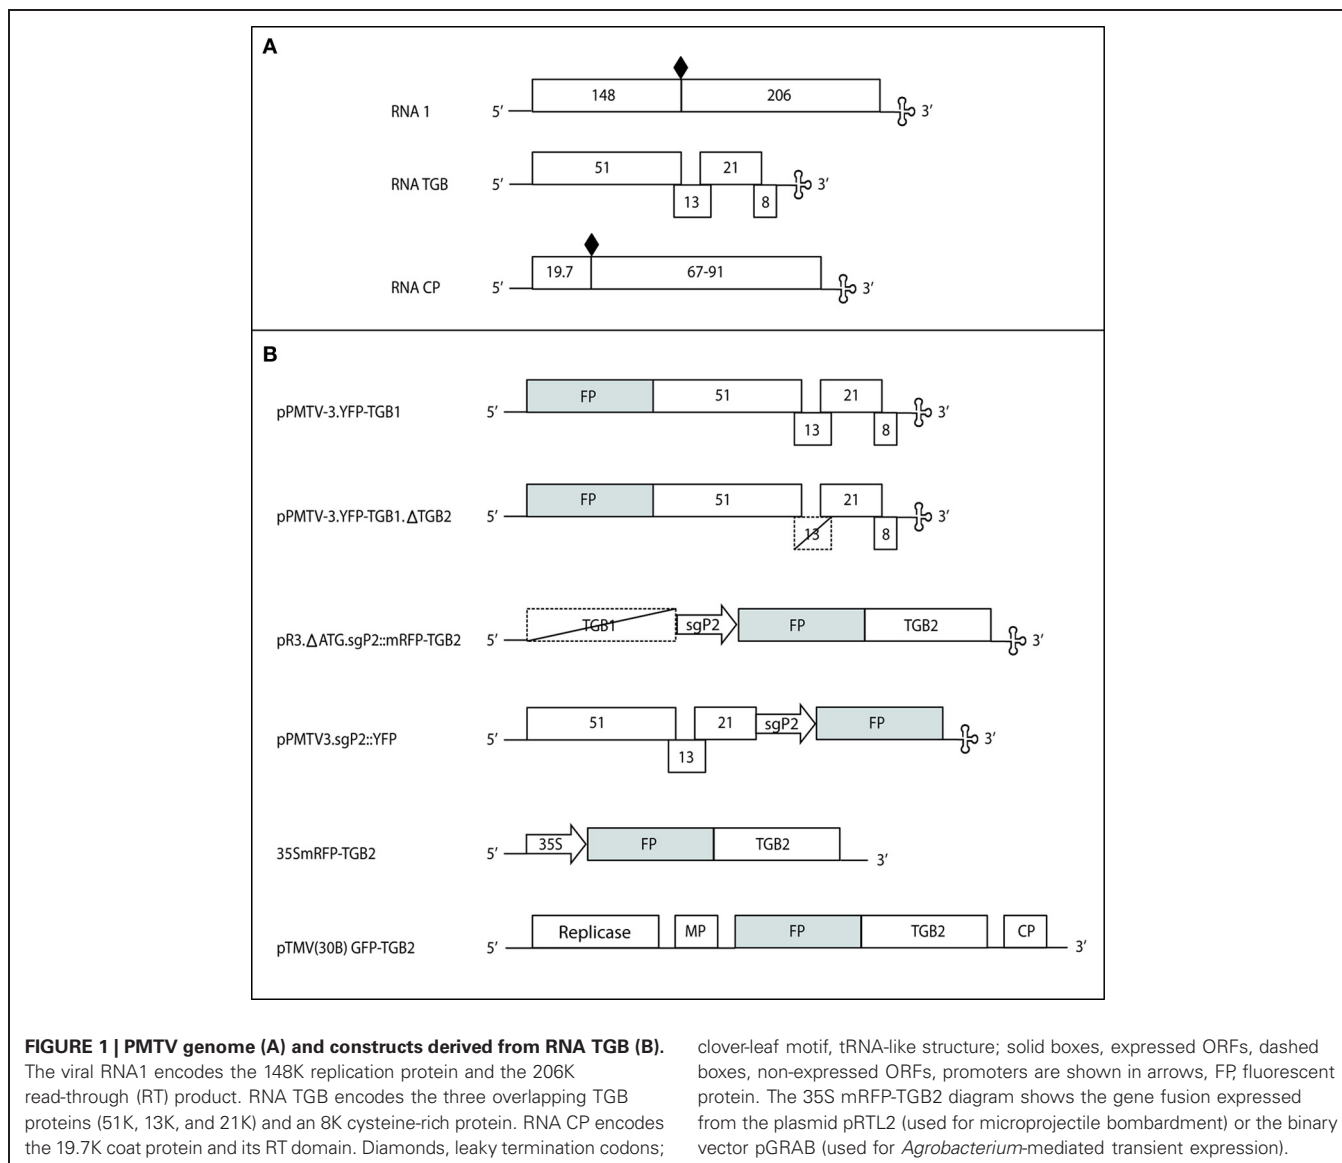 A
148
206
RNA 1
5′
3′
51
21
RNA TGB
5′
3′
13
8
19.7
67-91
RNA CP
5′
3′
B
FP
51
21
pPMTV-3.YFP-TGB1
5′
3′
13
8
FP
51
21
pPMTV-3.YFP-TGB1.ΔTGB2
5′
3′
13
8
TGB1
sgP2
FP
TGB2
pR3.ΔATG.sgP2::mRFP-TGB2
5′
3′
51
21
sgP2
FP
pPMTV3.sgP2::YFP
5′
3′
13
35S
FP
TGB2
35SmRFP-TGB2
5′
3′
Replicase
MP
FP
TGB2
CP
pTMV(30B) GFP-TGB2
5′
3′
FIGURE 1 | PMTV genome (A) and constructs derived from RNA TGB (B).
The viral RNA1 encodes the 148K replication protein and the 206K
read-through (RT) product. RNA TGB encodes the three overlapping TGB
proteins (51K, 13K, and 21K) and an 8K cysteine-rich protein. RNA CP encodes
the 19.7K coat protein and its RT domain. Diamonds, leaky termination codons;
clover-leaf motif, tRNA-like structure; solid boxes, expressed ORFs, dashed
boxes, non-expressed ORFs, promoters are shown in arrows, FP, fluorescent
protein. The 35S mRFP-TGB2 diagram shows the gene fusion expressed
from the plasmid pRTL2 (used for microprojectile bombardment) or the binary
vector pGRAB (used for Agrobacterium-mediated transient expression).